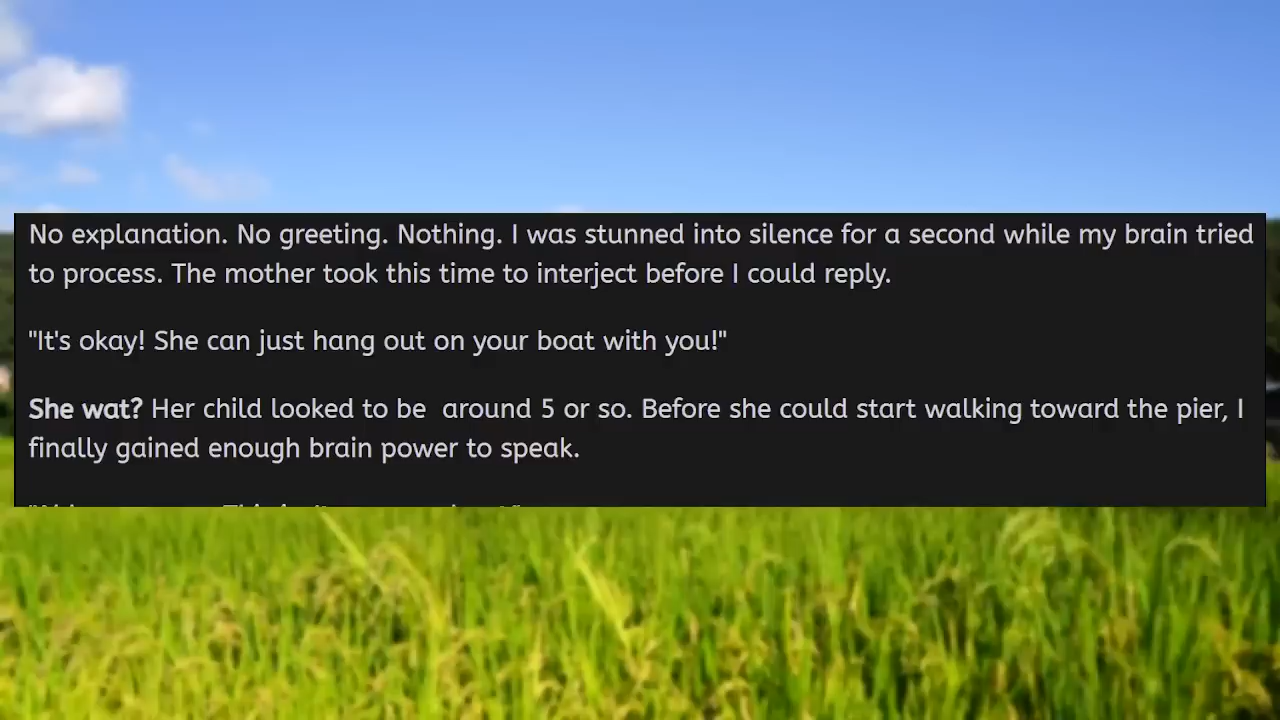 No explanation. No greeting. Nothing. I was stunned into silence for a second while my brain tried
to process. The mother took this time to interject before I could reply.
"It's okay! She can just hang out on your boat with you!"
She wat? Her child looked to be  around 5 or so. Before she could start walking toward the pier, I
finally gained enough brain power to speak.